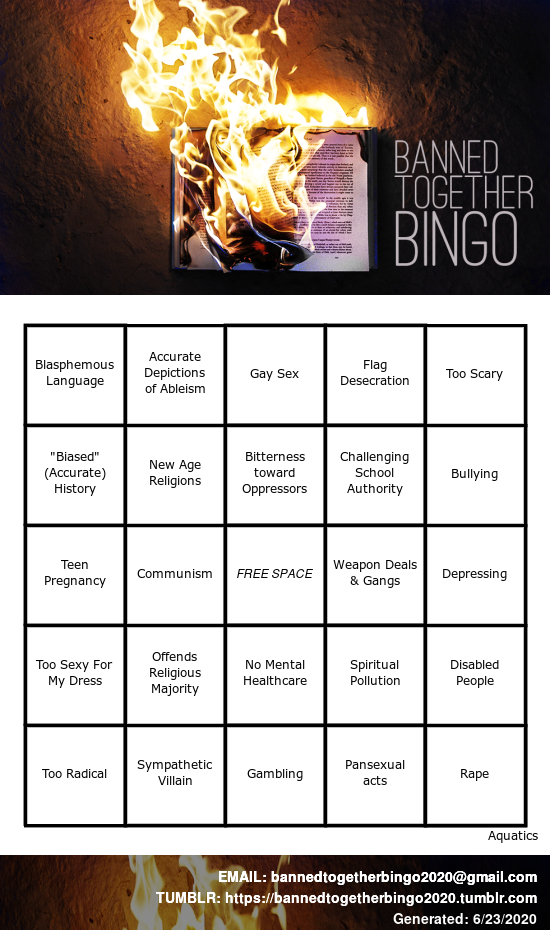 BANNED
TOGETHER
BINGO
Blasphemous
Language
Accurate
Depictions
of Ableism
Gay Sex
Flag
Desecration
Too Scary
"Biased"
(Accurate)
History
New Age
Religions
Bitterness
toward
Oppressors
Challenging
School
Authority
Bullying
Teen
Pregnancy
Communism
FREE SPACE
Weapon Deals
& Gangs
Depressing
Too Sexy For
My Dress
Offends
Religious
Majority
No Mental
Healthcare
Spiritual
Pollution
Disabled
People
Too Radical
Sympathetic
Villain
Gambling
Pansexual
acts
Rape
Aquatics
EMAIL: bannedtogetherbingo2020@gmail.com
TUMBLR: https://bannedtogetherbingo2020.tumblr.com
Generated: 6/23/2020